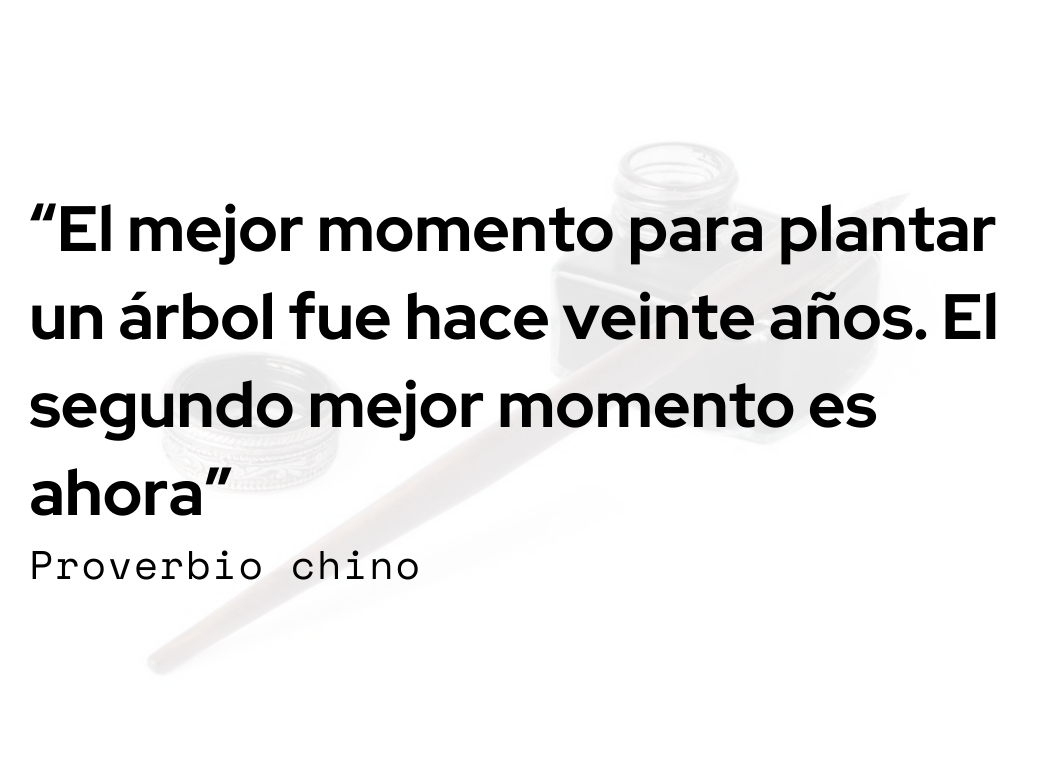 “El mejor momento para plantar
un árbol fue hace veinte años. El
segundo mejor momento es
ahora”
Proverbio chino